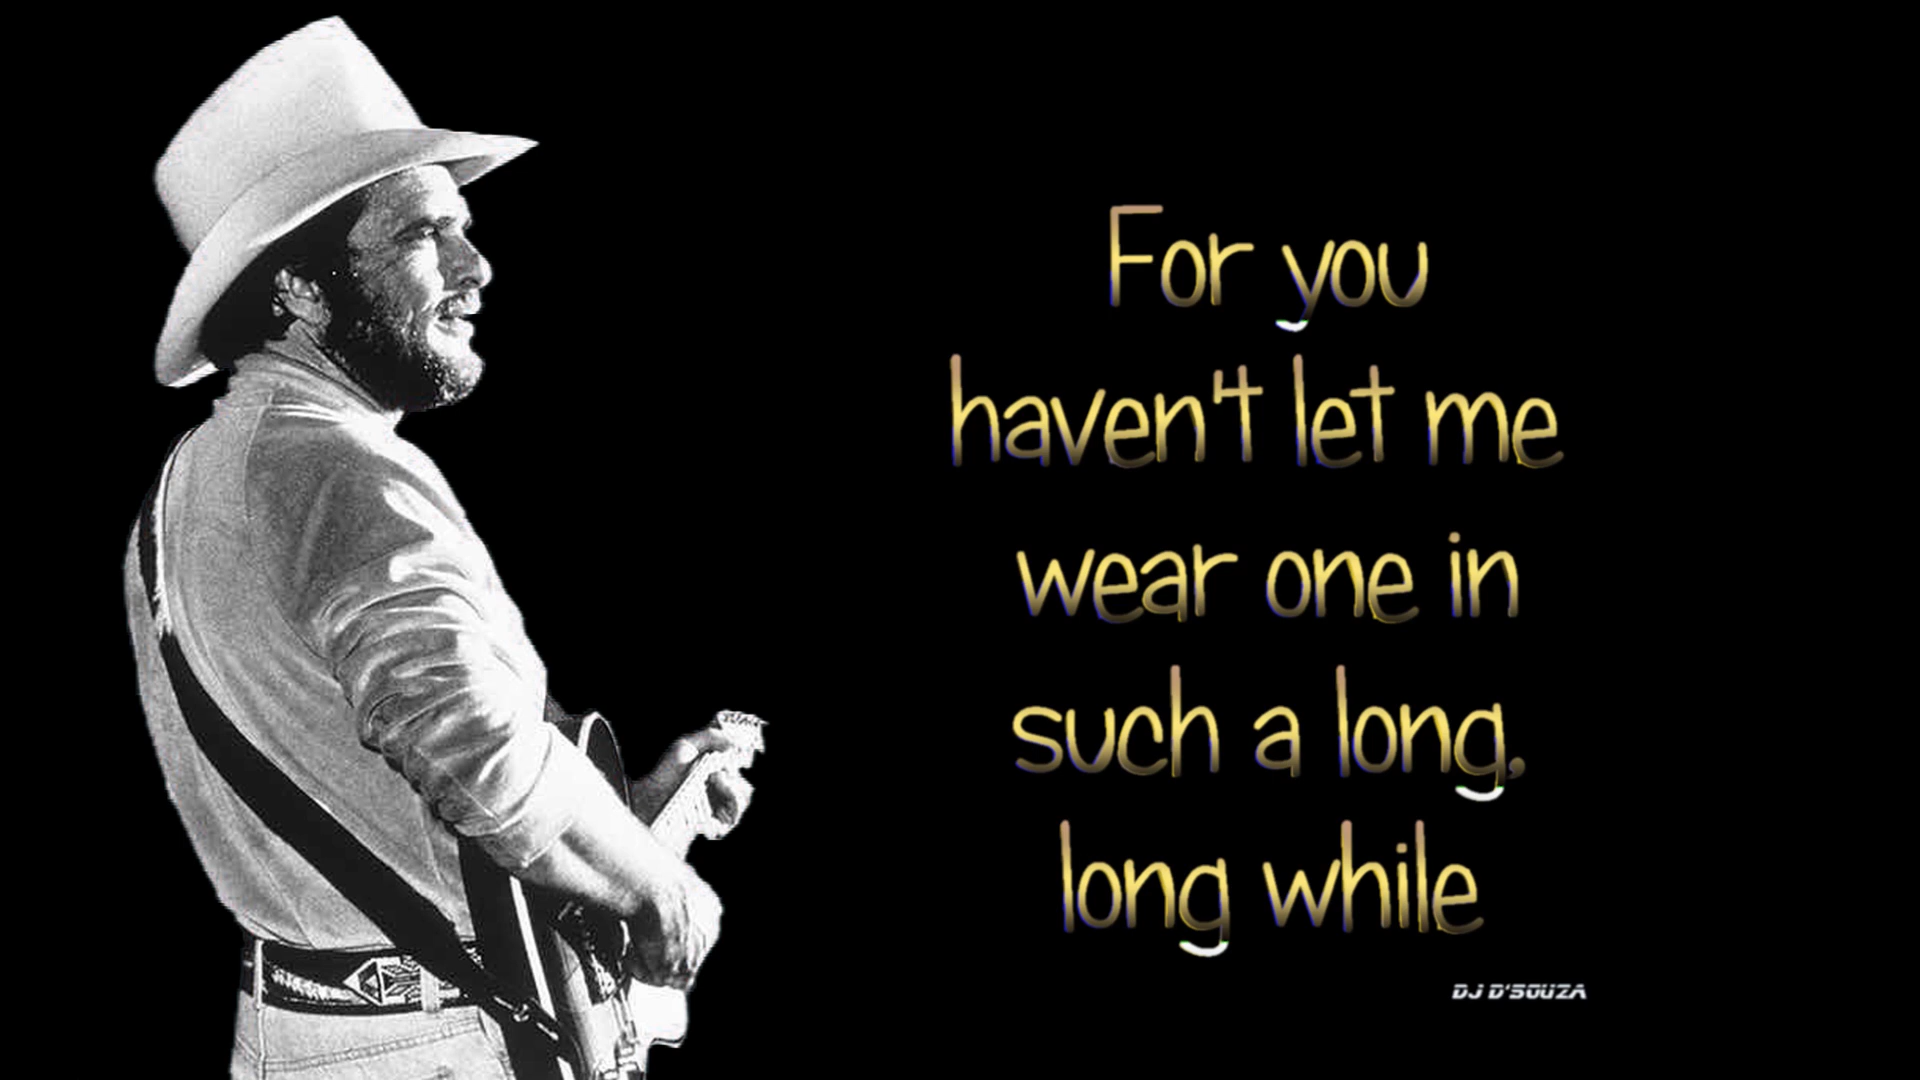 For you
haven't let me
wear one in
such a long,
long while
DJ D'SOUZA